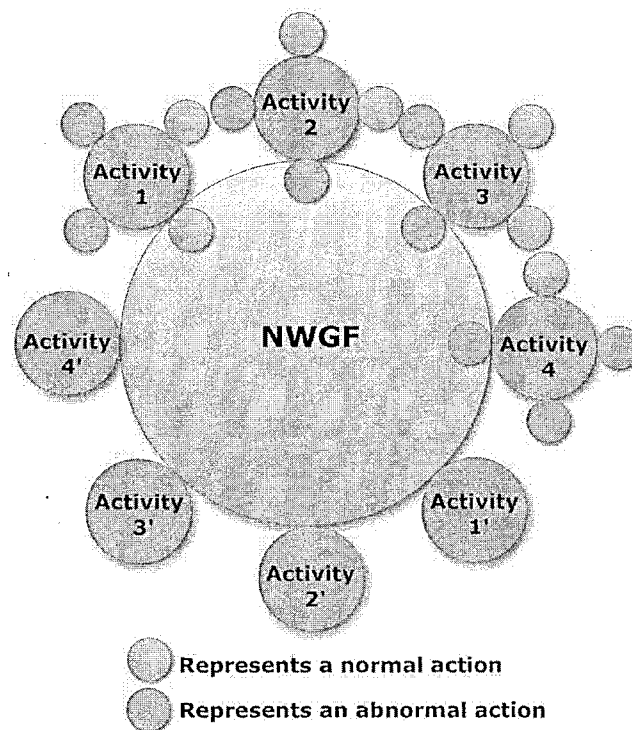 Activity
2
Activity
1
Activity
3
NWGF
Activity
4'
Activity
4
Activity
3'
Activity
1'
Activity
2'
Represents a normal action
Represents an abnormal action